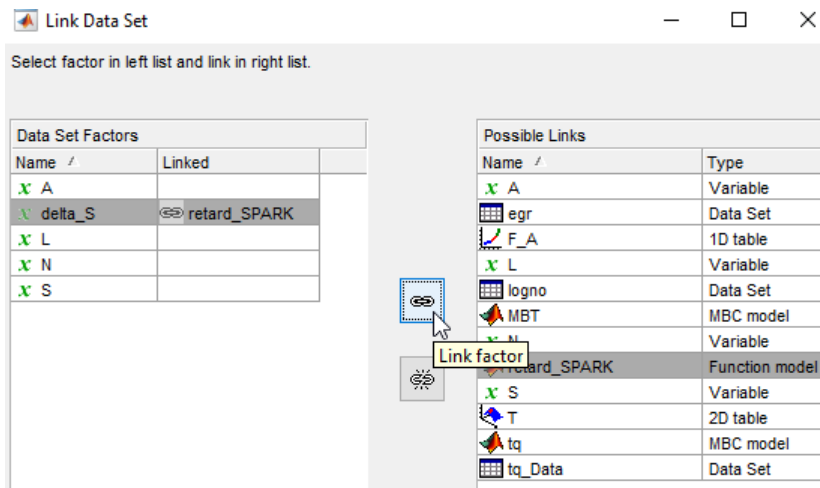 Link Data Set
Select factor in left list and link in right list.
Data Set Factors
Name Linked
x A
x delta_S retard_SPARK
x L
x N
x S
Link factor
Possible Links
Name Type
x A Variable
egr Data Set
F_A 1D table
x L Variable
logno Data Set
MBT MBC model
x N Variable
retard_SPARK Function model
x S Variable
T 2D table
tq MBC model
tq_Data Data Set